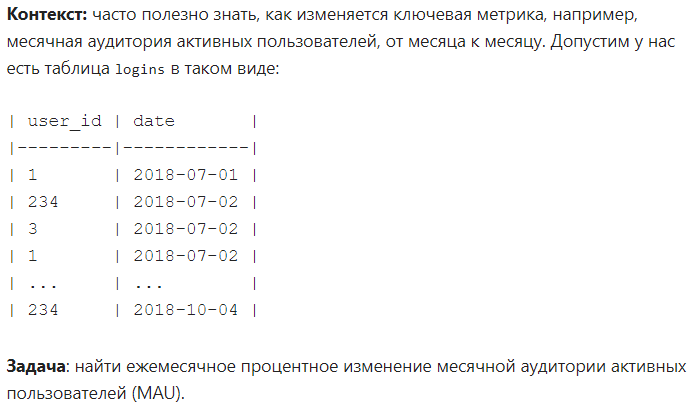 Контекст: часто полезно знать, как изменяется ключевая метрика, например,
месячная аудитория активных пользователей, от месяца к месяцу. Допустим у нас
есть таблица logins в таком виде:
| user_id | date       |
|---------|------------|
| 1       | 2018-07-01 |
| 234     | 2018-07-02 |
| 3       | 2018-07-02 |
| 1       | 2018-07-02 |
| ...     | ...        |
| 234     | 2018-10-04 |
Задача: найти ежемесячное процентное изменение месячной аудитории активных
пользователей (MAU).